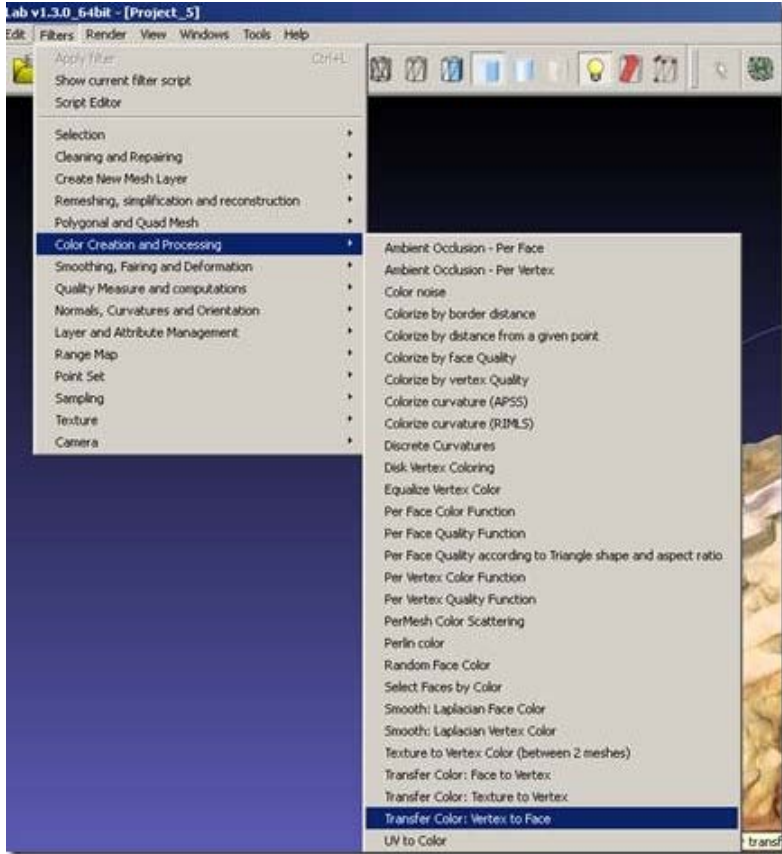 Lab v1.3.0_64bit - [Project_5]
Edit Filters Render View Windows Tools Help
Apply filter Ctrl+L
Show current filter script
Script Editor
Selection
Cleaning and Repairing
Create New Mesh Layer
Remeshing, simplification and reconstruction
Polygonal and Quad Mesh
Color Creation and Processing
Smoothing, Fairing and Deformation
Quality Measure and computations
Normals, Curvatures and Orientation
Layer and Attribute Management
Range Map
Point Set
Sampling
Texture
Camera
Ambient Occlusion - Per Face
Ambient Occlusion - Per Vertex
Color noise
Colorize by border distance
Colorize by distance from a given point
Colorize by face Quality
Colorize by vertex Quality
Colorize curvature (APSS)
Colorize curvature (RIMLS)
Discrete Curvatures
Disk Vertex Coloring
Equalize Vertex Color
Per Face Color Function
Per Face Quality Function
Per Face Quality according to Triangle shape and aspect ratio
Per Vertex Color Function
Per Vertex Quality Function
PerMesh Color Scattering
Perlin color
Random Face Color
Select Faces by Color
Smooth: Laplacian Face Color
Smooth: Laplacian Vertex Color
Texture to Vertex Color (between 2 meshes)
Transfer Color: Face to Vertex
Transfer Color: Texture to Vertex
Transfer Color: Vertex to Face
UV to Color
transf